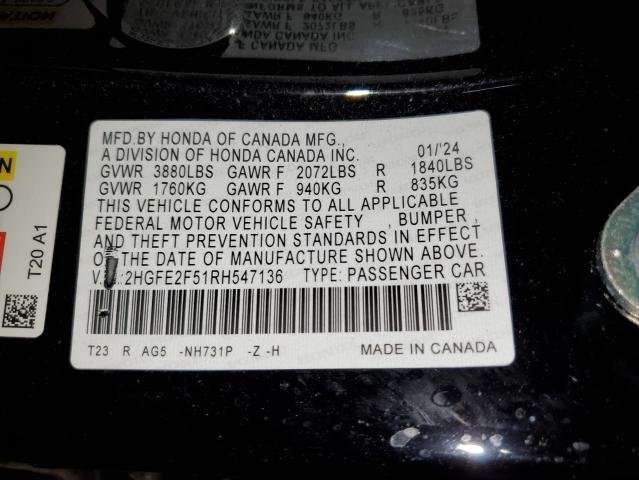 MFD.BY HONDA OF CANADA MFG.,
A DIVISION OF HONDA CANADA INC. 01/'24
GVWR 3880LBS GAWR F 2072LBS R 1840LBS
GVWR 1760KG GAWR F 940KG R 835KG
THIS VEHICLE CONFORMS TO ALL APPLICABLE
FEDERAL MOTOR VEHICLE SAFETY , BUMPER ,
AND THEFT PREVENTION STANDARDS IN EFFECT
ON THE DATE OF MANUFACTURE SHOWN ABOVE.
:2HGFE2F51RH547136 TYPE: PASSENGER CAR
T23 R AG5 -NH731P -Z -H MADE IN CANADA
T20 A1